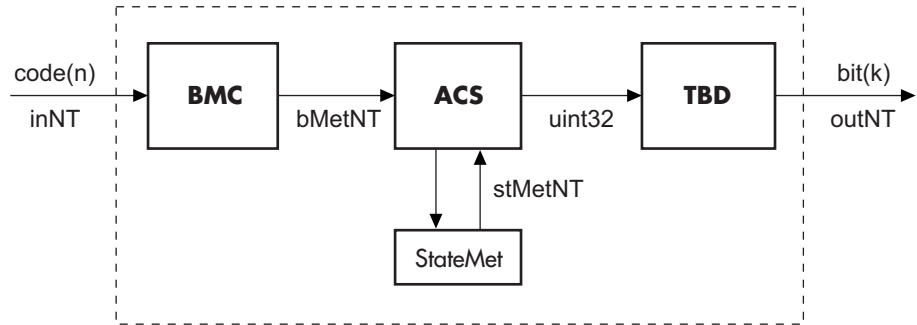 code(n)
inNT
BMC
bMetNT
ACS
uint32
TBD
bit(k)
outNT
stMetNT
StateMet